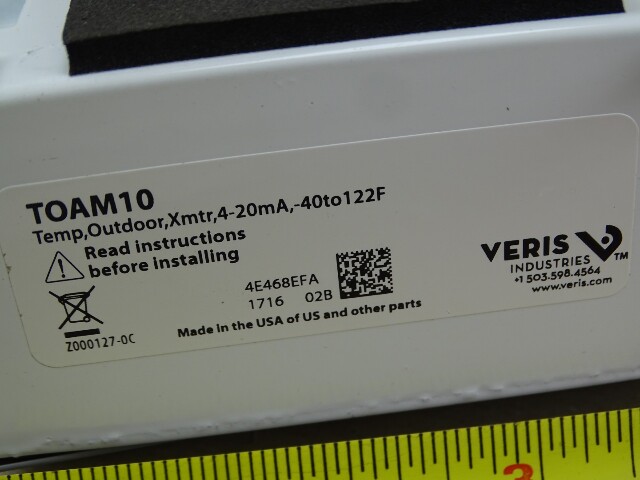 TOAM10
Temp,Outdoor,Xmtr,4-20mA,-40to122F
Read instructions
before installing
4E468EFA
1716 02B
Z000127-0C
Made in the USA of US and other parts
VERIS
INDUSTRIES™
+1 503-598-4564
www.veris.com
3